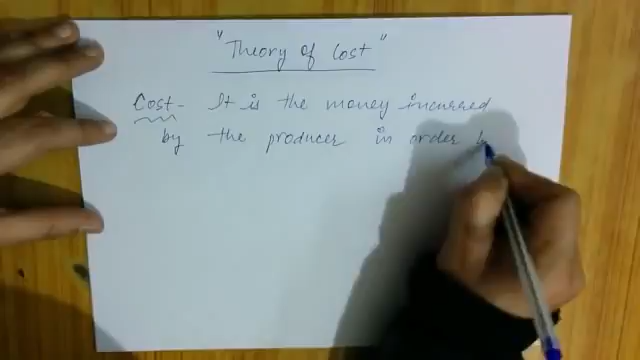 "Theory of Cost"
Cost- It is the money incurred
by the producer in order